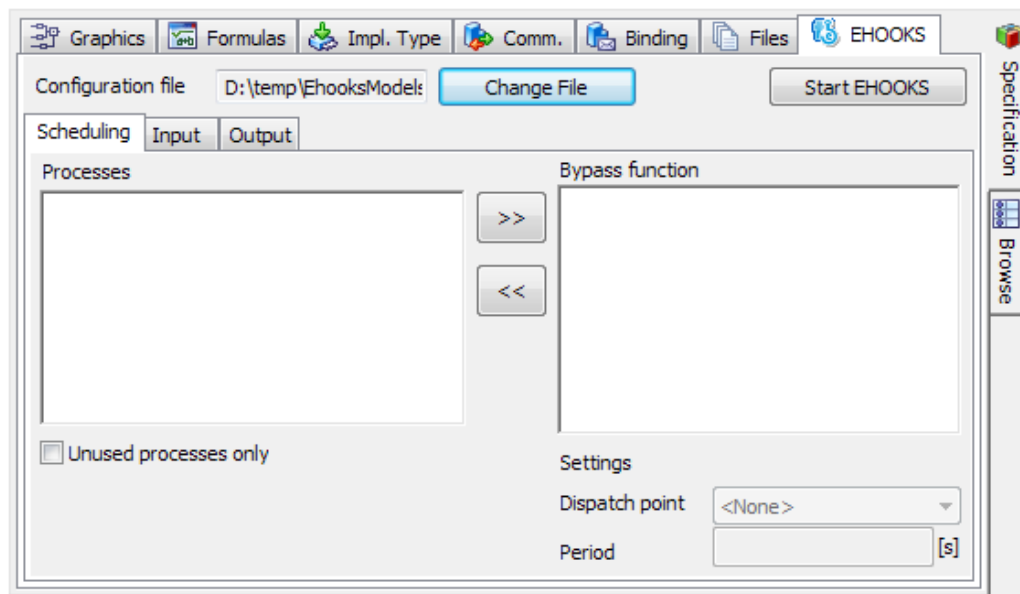 Graphics Formulas Impl. Type Comm. Binding Files EHOOKS
Configuration file D:\temp\EhooksModels Change File Start EHOOKS
Scheduling Input Output
Processes
Bypass function
>>
<<
Unused processes only
Settings
Dispatch point <None>
Period [s]
Specification
Browse